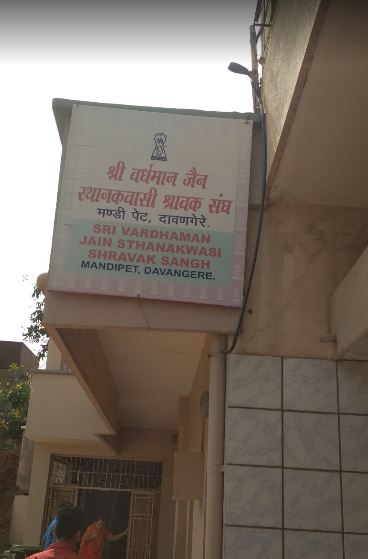 श्री वर्धमान जैन
स्थानकवासी श्रावक संघ
मण्डी पेट, दावणगेरे.
SRI VARDHAMAN
JAIN STHANAKWASI
SHRAVAK SANGH
MANDIPET, DAVANGERE.